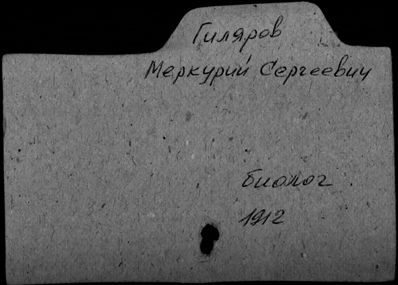 Гиляров
Меркурий Сергеевич
биолог
1912